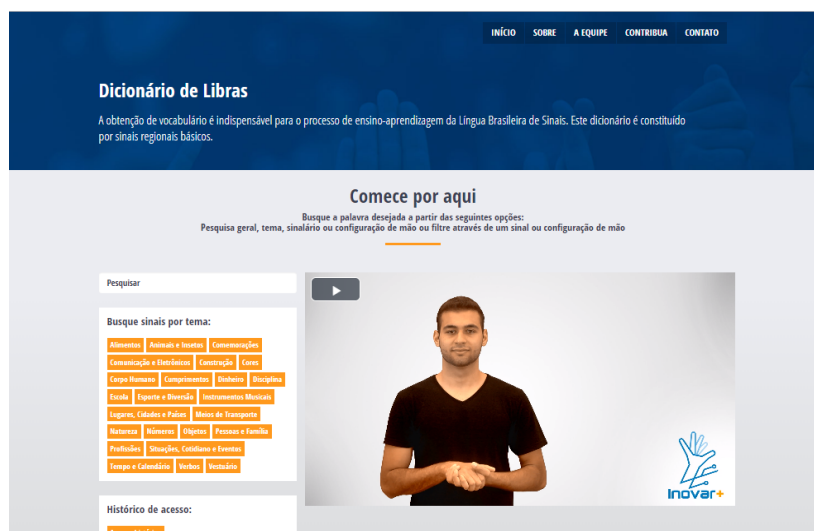 INÍCIO SOBRE A EQUIPE CONTRIBUA CONTATO
Dicionário de Libras
A obtenção de vocabulário é indispensável para o processo de ensino-aprendizagem da Língua Brasileira de Sinais. Este dicionário é constituído
por sinais regionais básicos.
Comece por aqui
Busque a palavra desejada a partir das seguintes opções:
Pesquisa geral, tema, sinalário ou configuração de mão ou filtre através de um sinal ou configuração de mão
Pesquisar
Busque sinais por tema:
Alimentos Animais e Insetos Comemorações
Comunicação e Eletrônicos Construção Cores
Corpo Humano Cumprimentos Dinheiro Disciplina
Escola Esporte e Diversão Instrumentos Musicais
Lugares, Cidades e Países Meios de Transporte
Natureza Números Objetos Pessoas e Família
Profissões Situações, Cotidiano e Eventos
Tempo e Calendário Verbos Vestuário
Inovar+
Histórico de acesso: